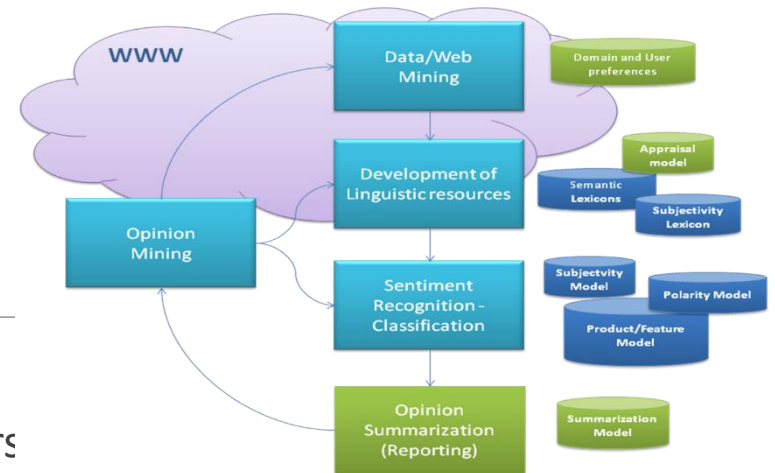 WWW
Data/Web
Mining
Domain and User
preferences
Development of
Linguistic resources
Appraisal
model
Semantic
Lexicons
Subjectivity
Lexicon
Opinion
Mining
Sentiment
Recognition -
Classification
Subjectvity
Model
Polarity Model
Product/Feature
Model
Opinion
Summarization
(Reporting)
Summarization
Model